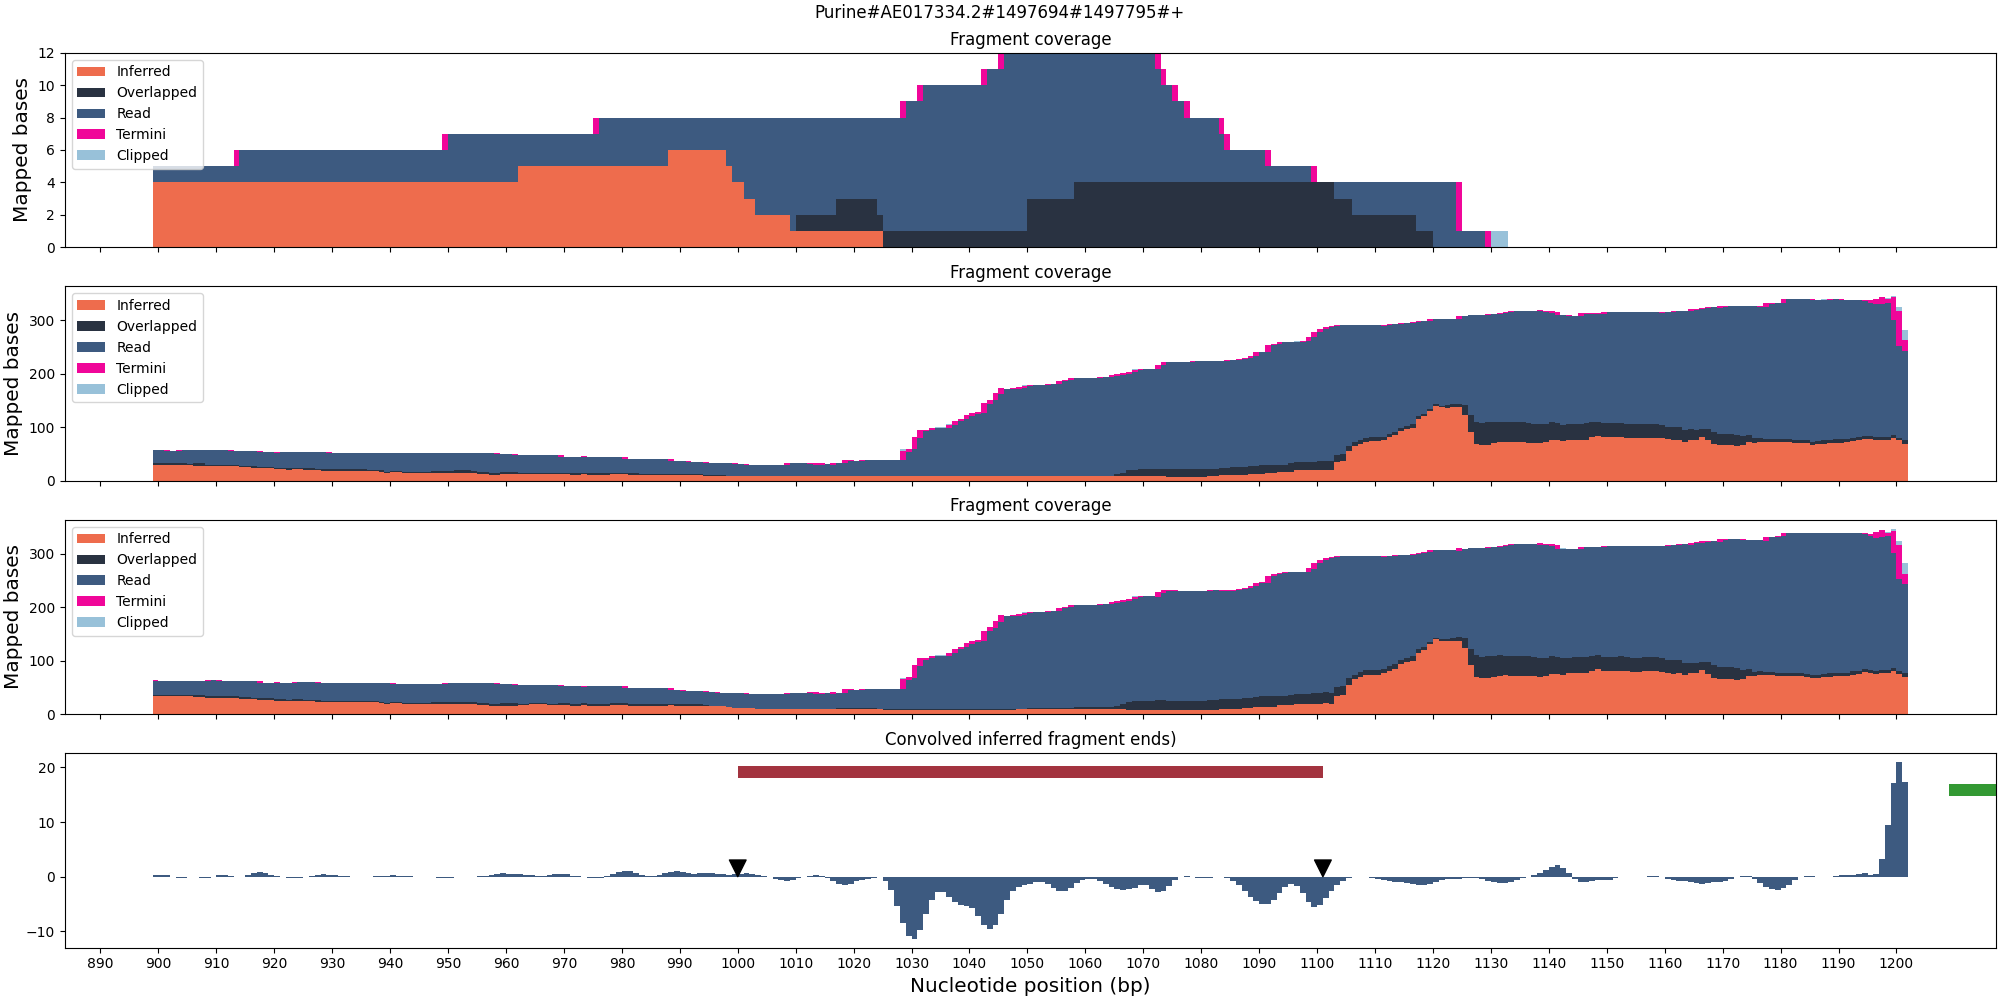 Purine#AE017334.2#1497694#1497795#+
Fragment coverage
Mapped bases
12
10
8
6
4
2
0
Inferred
Overlapped
Read
Termini
Clipped
Fragment coverage
Mapped bases
300
200
100
0
Inferred
Overlapped
Read
Termini
Clipped
Fragment coverage
Mapped bases
300
200
100
0
Inferred
Overlapped
Read
Termini
Clipped
Convolved inferred fragment ends)
20
10
0
−10
890 900 910 920 930 940 950 960 970 980 990 1000 1010 1020 1030 1040 1050 1060 1070 1080 1090 1100 1110 1120 1130 1140 1150 1160 1170 1180 1190 1200
Nucleotide position (bp)